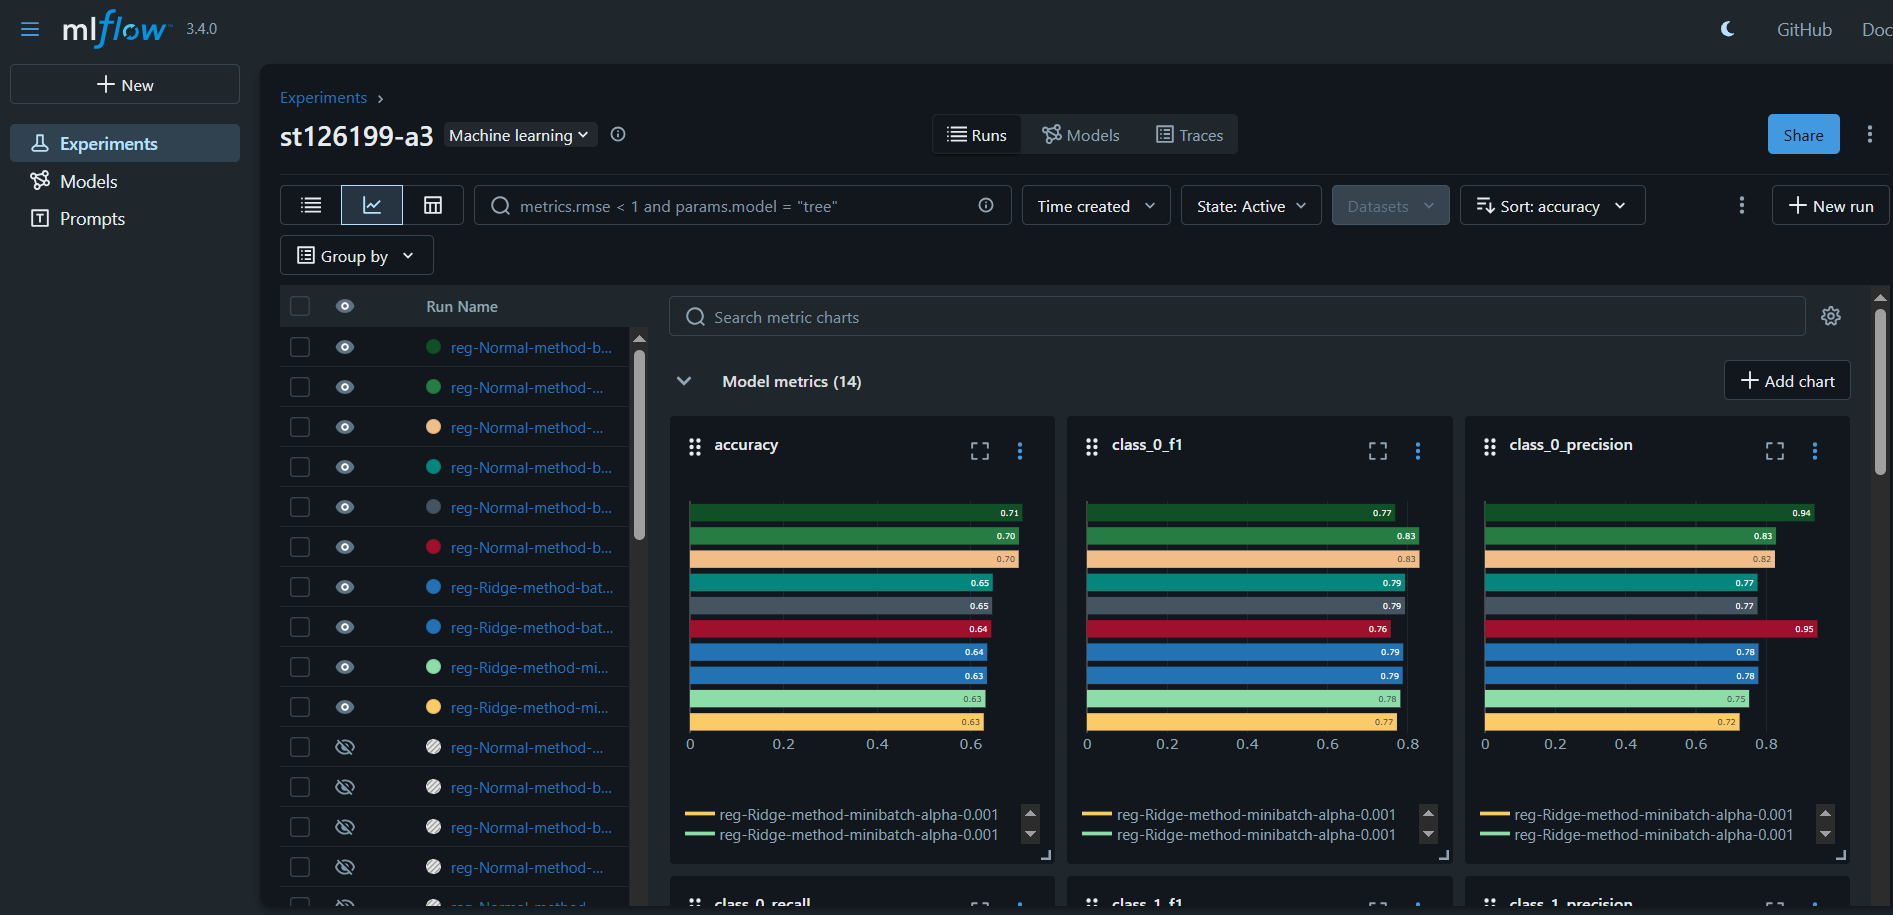 mlflow™ 3.4.0
GitHub
Doc
New
Experiments
Models
Prompts
Experiments >
st126199-a3
Machine learning
Runs
Models
Traces
Share
metrics.rmse < 1 and params.model = "tree"
Time created
State: Active
Datasets
Sort: accuracy
New run
Group by
Run Name
reg-Normal-method-b...
reg-Normal-method-...
reg-Normal-method-...
reg-Normal-method-b...
reg-Normal-method-b...
reg-Normal-method-b...
reg-Ridge-method-bat...
reg-Ridge-method-bat...
reg-Ridge-method-mi...
reg-Ridge-method-mi...
reg-Normal-method-...
reg-Normal-method-b...
reg-Normal-method-b...
reg-Normal-method-...
reg-Normal-method
Search metric charts
Model metrics (14)
Add chart
accuracy
0.71
0.70
0.70
0.65
0.65
0.64
0.64
0.63
0.63
0.63
0 0.2 0.4 0.6
reg-Ridge-method-minibatch-alpha-0.001
reg-Ridge-method-minibatch-alpha-0.001
class_0_f1
0.77
0.83
0.83
0.79
0.79
0.76
0.79
0.79
0.78
0.77
0 0.2 0.4 0.6 0.8
reg-Ridge-method-minibatch-alpha-0.001
reg-Ridge-method-minibatch-alpha-0.001
class_0_precision
0.94
0.83
0.82
0.77
0.77
0.95
0.78
0.78
0.75
0.72
0 0.2 0.4 0.6 0.8
reg-Ridge-method-minibatch-alpha-0.001
reg-Ridge-method-minibatch-alpha-0.001
class_0_recall
class_1_f1
class_1_precision